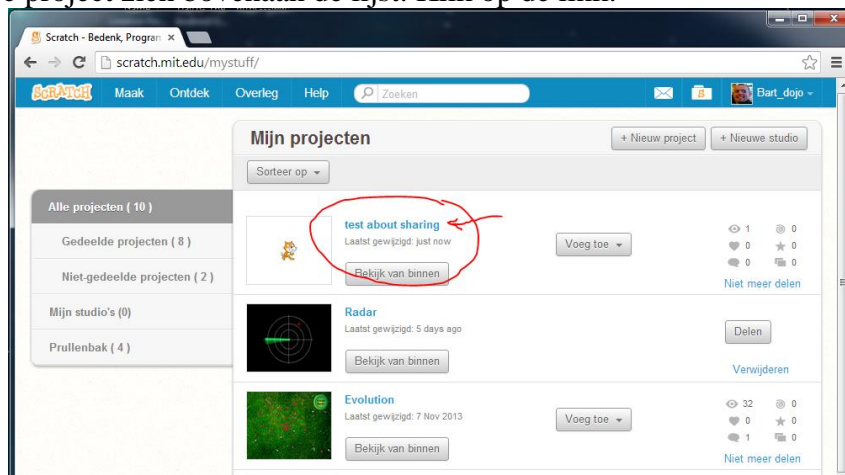 Scratch - Bedenk, Progran
scratch.mit.edu/mystuff/
SCRATCH Maak Ontdek Overleg Help Zoeken Bart_dojo
Mijn projecten + Nieuw project + Nieuwe studio
Sorteer op
Alle projecten ( 10 )
Gedeelde projecten ( 8 )
Niet-gedeelde projecten ( 2 )
Mijn studio's (0)
Prullenbak ( 4 )
test about sharing
Laatst gewijzigd: just now
Bekijk van binnen
Voeg toe
1 0
0 0
0 0
Niet meer delen
Radar
Laatst gewijzigd: 5 days ago
Bekijk van binnen
Delen
Verwijderen
Evolution
Laatst gewijzigd: 7 Nov 2013
Bekijk van binnen
Voeg toe
32 0
0 0
1 0
Niet meer delen